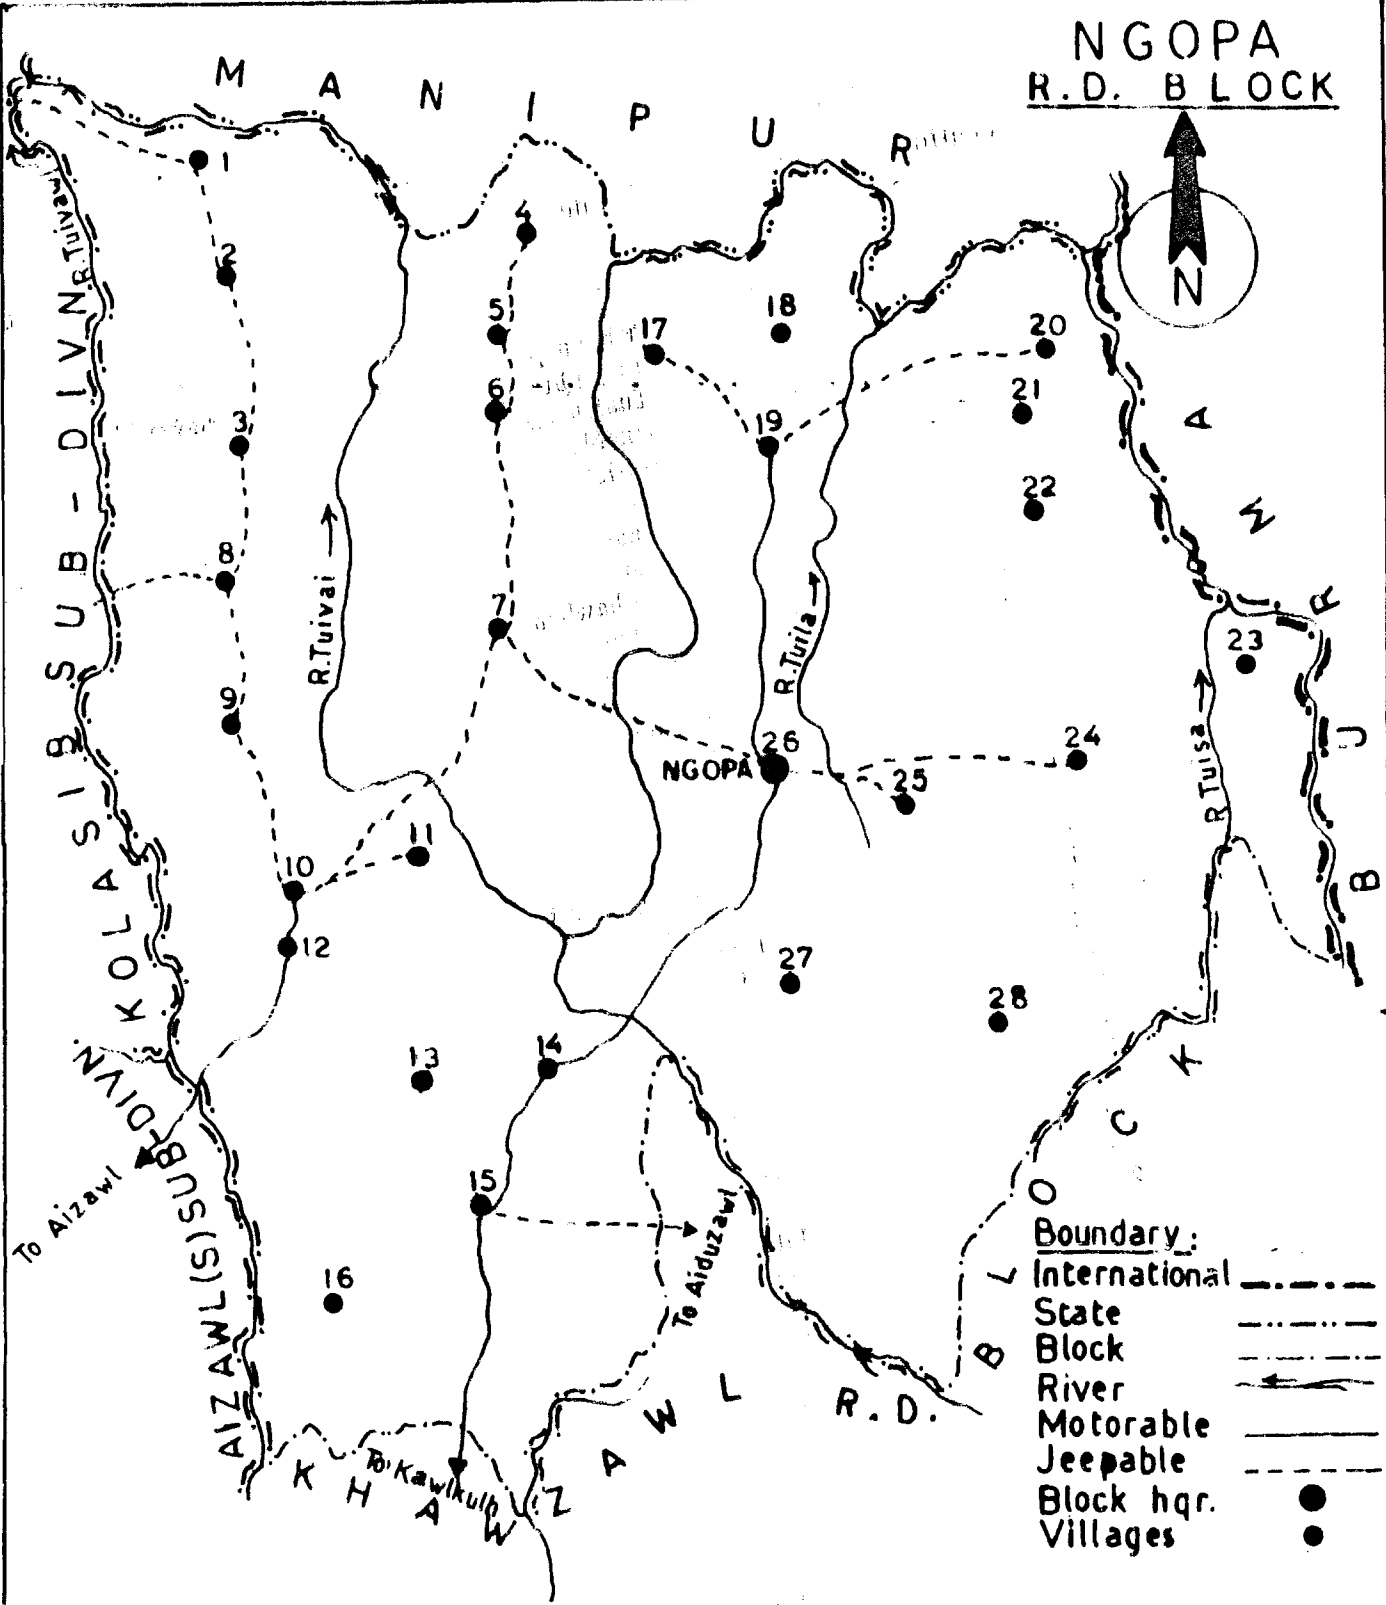 NGOPA
R.D. BLOCK
N
MANIPUR
BURMA
KHAWZAWL R.D. BLOCK
KOLASIB SUB-DIVN
AIZAWL(S)SUB-DIVN
R.Tuivawl
R.Tuivai
R.Tuila
R Tuisa
1
2
3
4
5
6
7
8
9
10
11
12
13
14
15
16
17
18
19
20
21
22
23
24
25
26
NGOPA
27
28
To Aizawl
To Aiduzawl
To Kawlkulh
Boundary:
International
State
Block
River
Motorable
Jeepable
Block hqr.
Villages